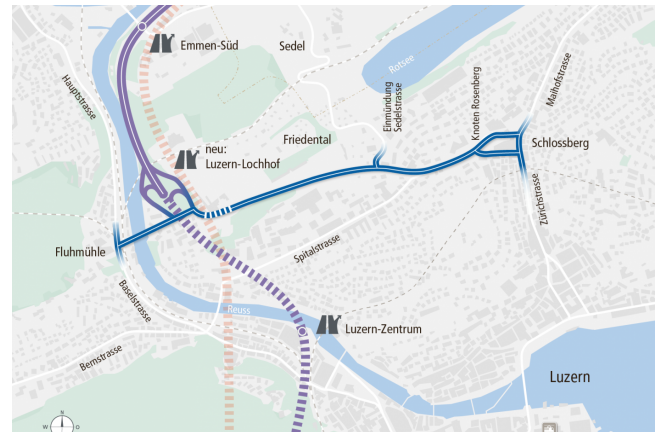 Emmen-Süd
Sedel
Rotsee
Hauptstrasse
Maihofstrasse
Einmündung
Sedelstrasse
Knoten Rosenberg
neu:
Luzern-Lochhof
Friedental
Schlossberg
Zürichstrasse
Fluhmühle
Spitalstrasse
Baselstrasse
Reuss
Luzern-Zentrum
Bernstrasse
Luzern
N
W
O